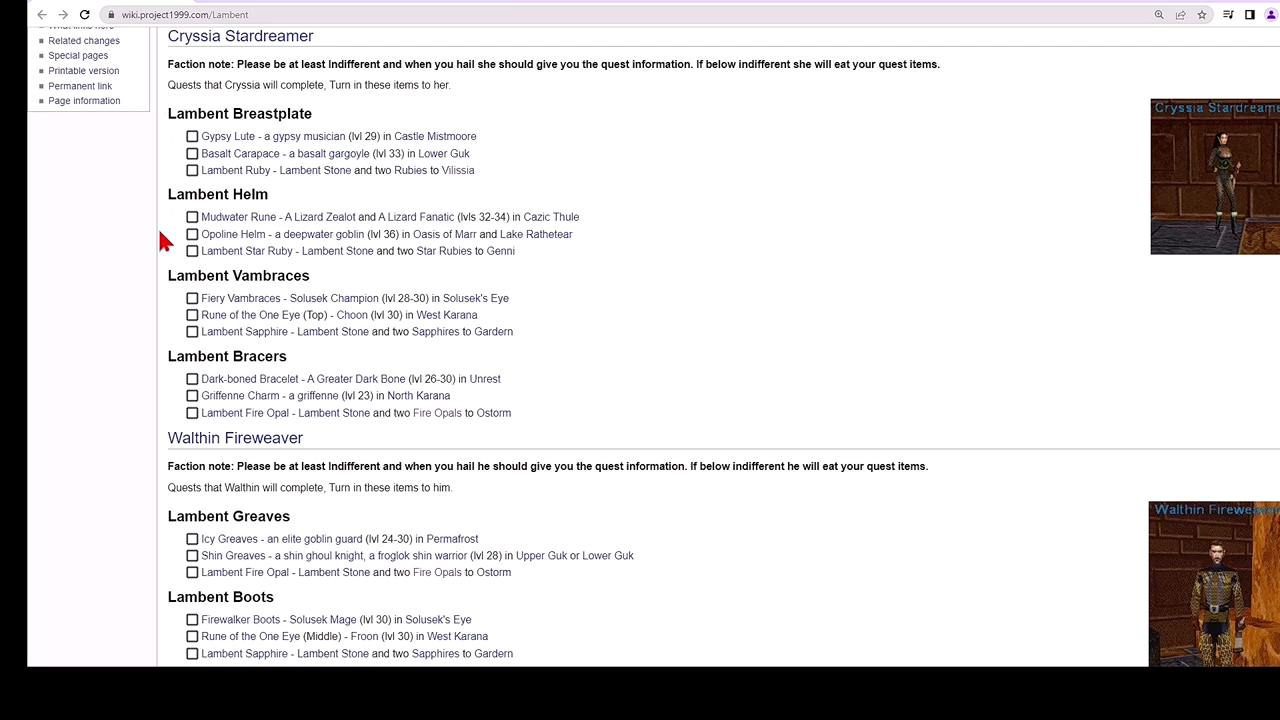 wiki.project1999.com/Lambent
Related changes
Special pages
Printable version
Permanent link
Page information
Cryssia Stardreamer
Faction note: Please be at least Indifferent and when you hail she should give you the quest information. If below indifferent she will eat your quest items.
Quests that Cryssia will complete, Turn in these items to her.
Lambent Breastplate
Gypsy Lute - a gypsy musician (lvl 29) in Castle Mistmoore
Basalt Carapace - a basalt gargoyle (lvl 33) in Lower Guk
Lambent Ruby - Lambent Stone and two Rubies to Vilissia
Lambent Helm
Mudwater Rune - A Lizard Zealot and A Lizard Fanatic (lvls 32-34) in Cazic Thule
Opoline Helm - a deepwater goblin (lvl 36) in Oasis of Marr and Lake Rathetear
Lambent Star Ruby - Lambent Stone and two Star Rubies to Genni
Lambent Vambraces
Fiery Vambraces - Solusek Champion (lvl 28-30) in Solusek's Eye
Rune of the One Eye (Top) - Choon (lvl 30) in West Karana
Lambent Sapphire - Lambent Stone and two Sapphires to Gardern
Lambent Bracers
Dark-boned Bracelet - A Greater Dark Bone (lvl 26-30) in Unrest
Griffenne Charm - a griffenne (lvl 23) in North Karana
Lambent Fire Opal - Lambent Stone and two Fire Opals to Ostorm
Cryssia Stardreame
Walthin Fireweaver
Faction note: Please be at least Indifferent and when you hail he should give you the quest information. If below indifferent he will eat your quest items.
Quests that Walthin will complete, Turn in these items to him.
Lambent Greaves
Icy Greaves - an elite goblin guard (lvl 24-30) in Permafrost
Shin Greaves - a shin ghoul knight, a froglok shin warrior (lvl 28) in Upper Guk or Lower Guk
Lambent Fire Opal - Lambent Stone and two Fire Opals to Ostorm
Lambent Boots
Firewalker Boots - Solusek Mage (lvl 30) in Solusek's Eye
Rune of the One Eye (Middle) - Froon (lvl 30) in West Karana
Lambent Sapphire - Lambent Stone and two Sapphires to Gardern
Walthin Fireweaver